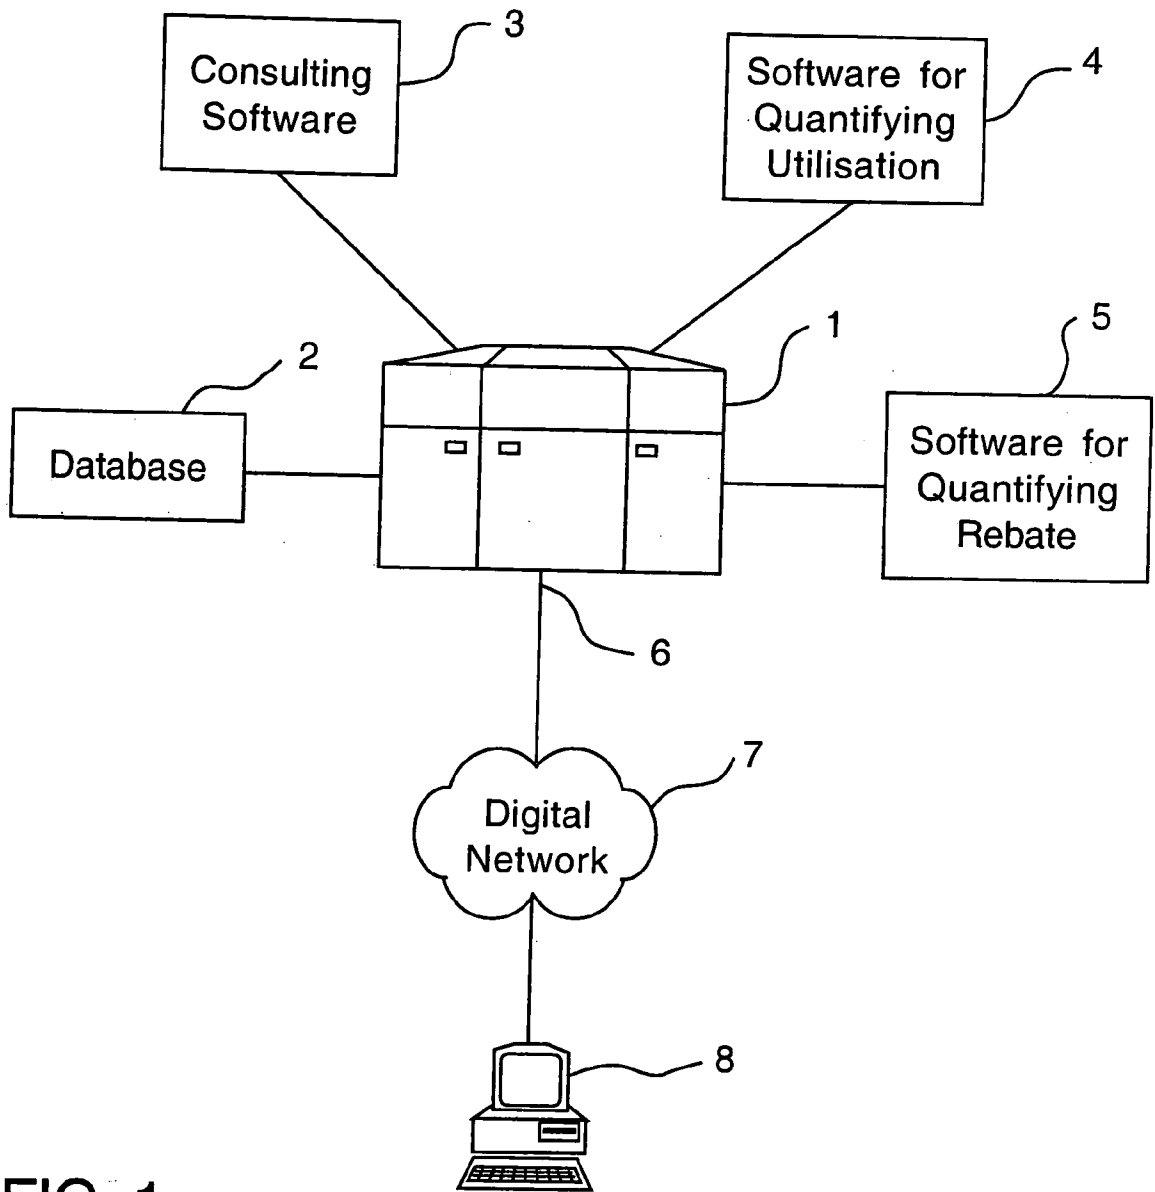 3
Consulting
Software
4
Software for
Quantifying
Utilisation
1
5
2
Database
Software for
Quantifying
Rebate
6
7
Digital
Network
8
FIG. 1